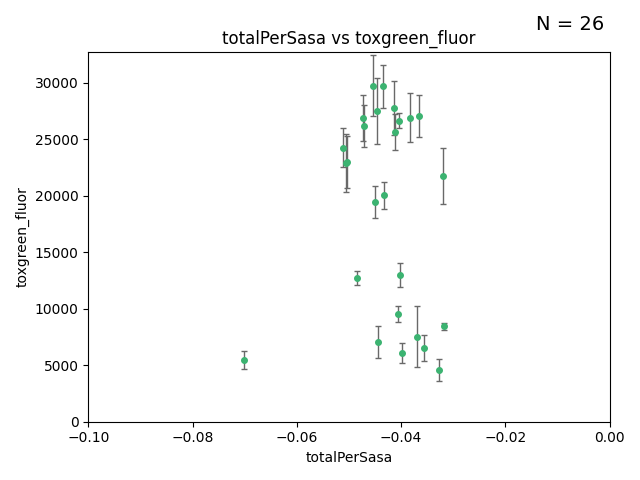 N = 26
totalPerSasa vs toxgreen_fluor
30000
25000
20000
15000
10000
5000
0
toxgreen_fluor
−0.10 −0.08 −0.06 −0.04 −0.02 0.00
totalPerSasa